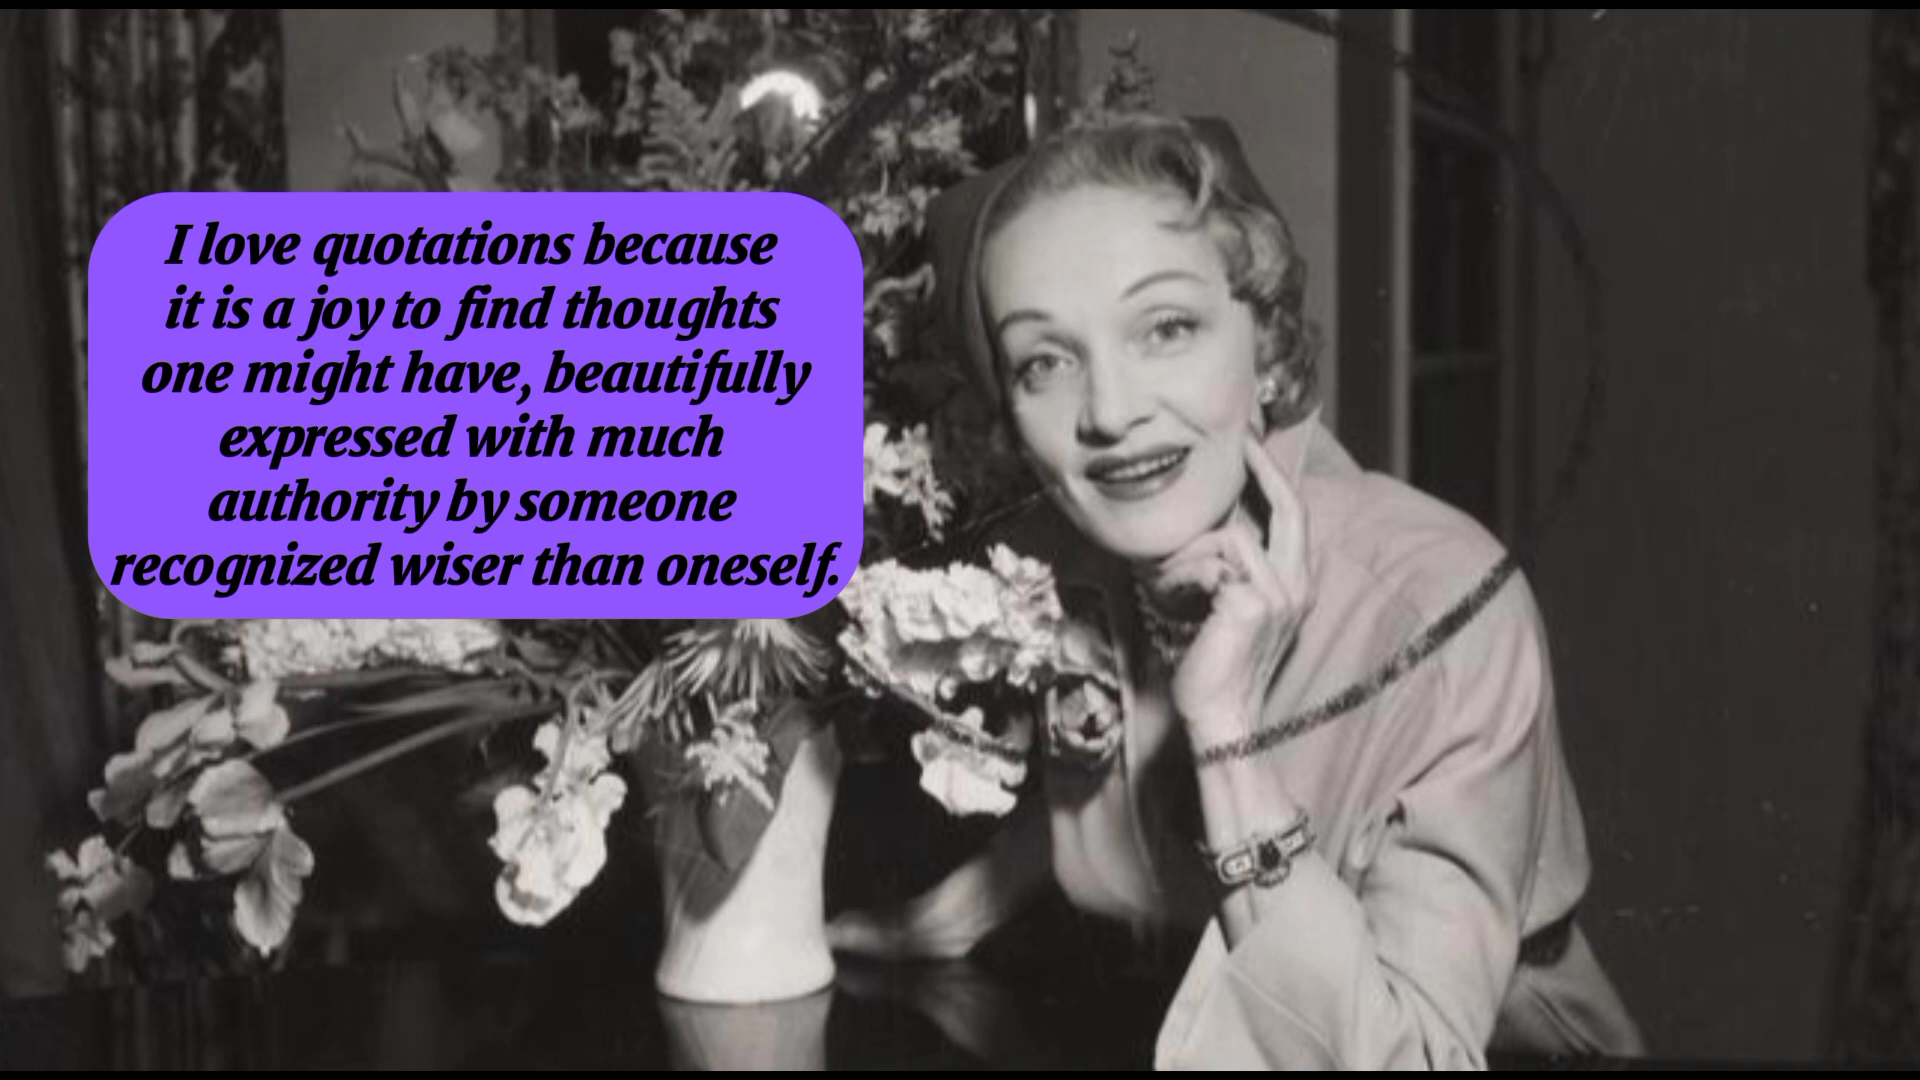 I love quotations because
it is a joy to find thoughts
one might have, beautifully
expressed with much
authority by someone
recognized wiser than oneself.